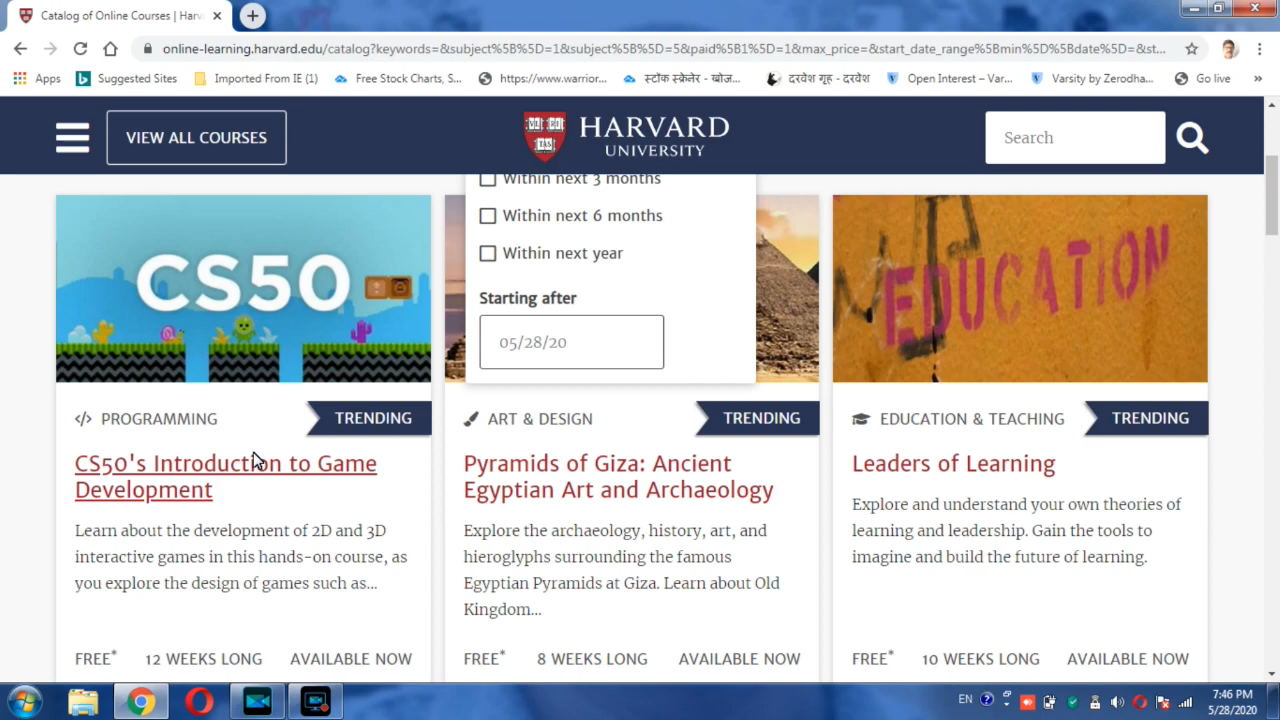 Catalog of Online Courses | Harv
online-learning.harvard.edu/catalog?keywords=&subject%5B%5D=1&subject%5B%5D=5&paid%5B1%5D=1&max_price=&start_date_range%5Bmin%5D%5Bdate%5D=&st...
Apps Suggested Sites Imported From IE (1) Free Stock Charts, S... https://www.warrior... स्टॉक स्क्रेनेर - खोज... दरवेश गृह - दरवेश Open Interest – Var... Varsity by Zerodha... Go live »
VIEW ALL COURSES
HARVARD
UNIVERSITY
VE RI
TAS
Search
Within next 3 months
Within next 6 months
Within next year
Starting after
05/28/20
CS50
EDUCATION
PROGRAMMING TRENDING
CS50's Introduction to Game
Development
Learn about the development of 2D and 3D
interactive games in this hands-on course, as
you explore the design of games such as...
FREE* 12 WEEKS LONG AVAILABLE NOW
ART & DESIGN TRENDING
Pyramids of Giza: Ancient
Egyptian Art and Archaeology
Explore the archaeology, history, art, and
hieroglyphs surrounding the famous
Egyptian Pyramids at Giza. Learn about Old
Kingdom...
FREE* 8 WEEKS LONG AVAILABLE NOW
EDUCATION & TEACHING TRENDING
Leaders of Learning
Explore and understand your own theories of
learning and leadership. Gain the tools to
imagine and build the future of learning.
FREE* 10 WEEKS LONG AVAILABLE NOW
EN
7:46 PM
5/28/2020